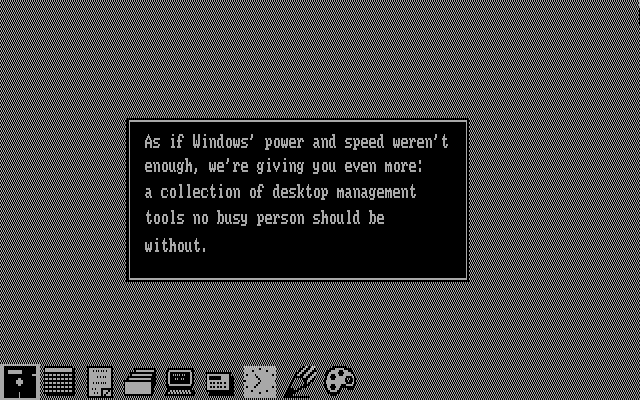 As if Windows' power and speed weren't
enough, we're giving you even more:
a collection of desktop management
tools no busy person should be
without.